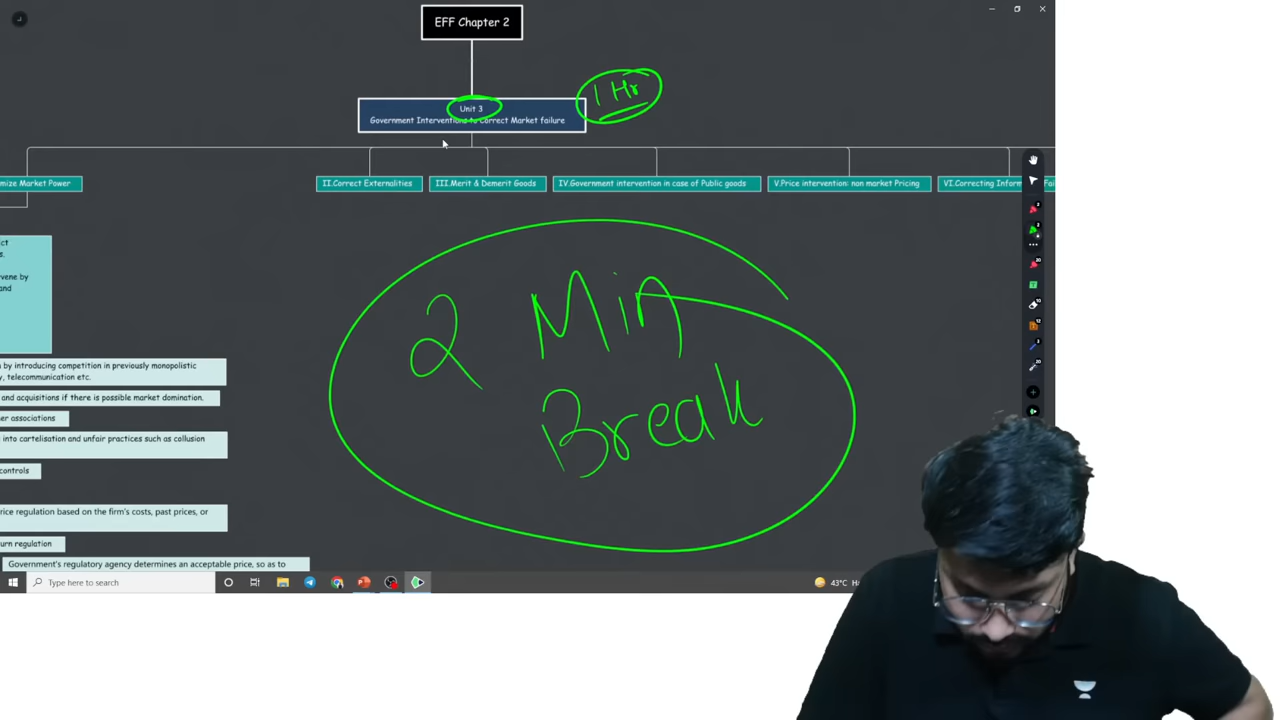 EFF Chapter 2
1 Hr
Unit 3
Government Interventions to Correct Market failure
mize Market Power
II.Correct Externalities
III.Merit & Demerit Goods
IV.Government intervention in case of Public goods
V.Price intervention: non market Pricing
VI.Correcting Inform
ct
s.
vene by
and
2 Min
Break
by introducing competition in previously monopolistic
y, telecommunication etc.
and acquisitions if there is possible market domination.
er associations
into cartelisation and unfair practices such as collusion
controls
rice regulation based on the firm's costs, past prices, or
urn regulation
Government's regulatory agency determines an acceptable price, so as to
Type here to search
43°C